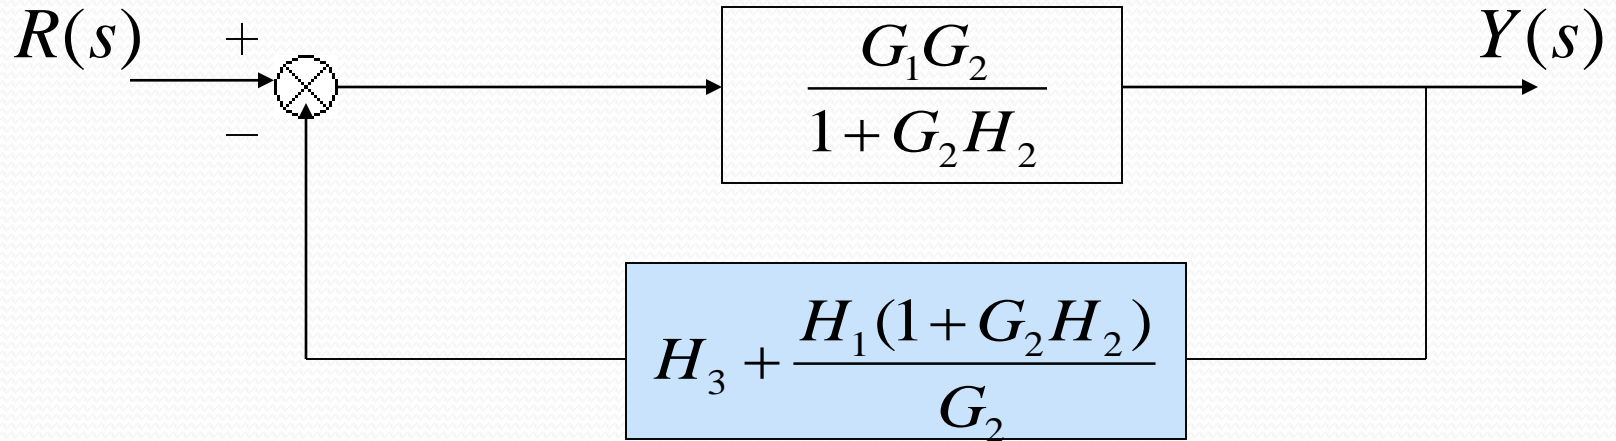 R(s) + Y(s)
G₁G₂
1 + G₂H₂
−
H₃ + H₁(1 + G₂H₂)
G₂